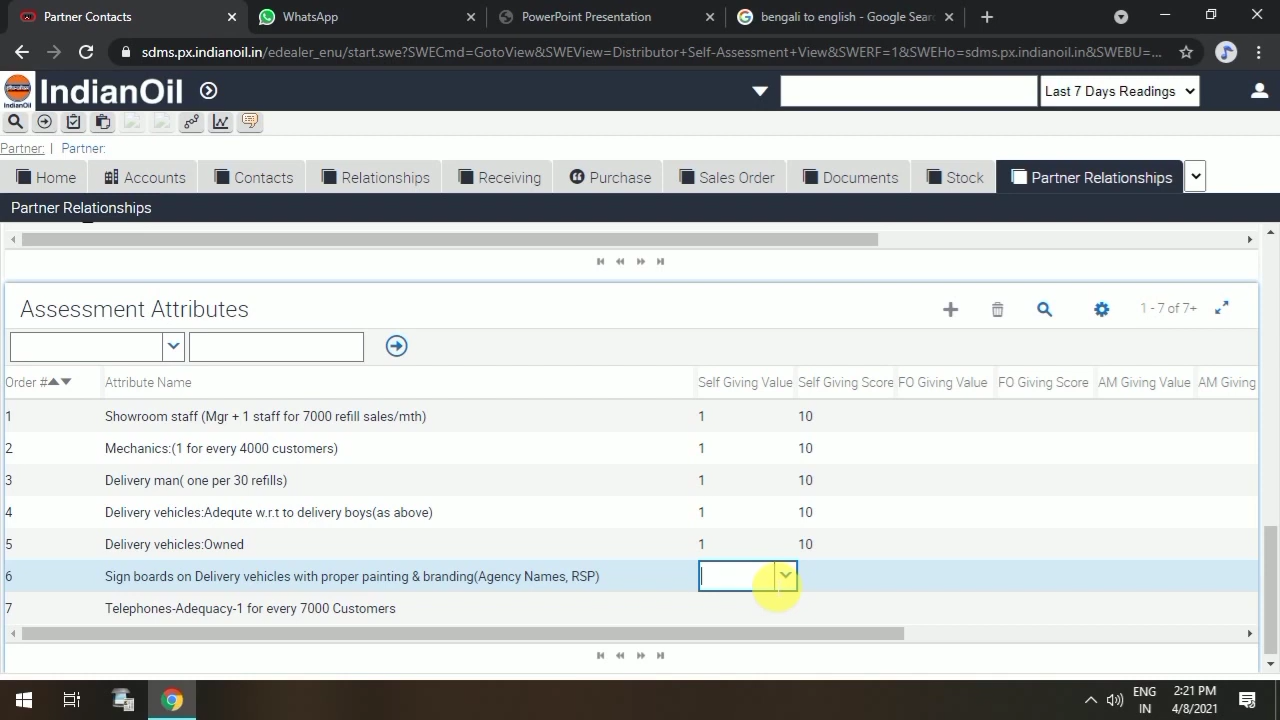 Partner Contacts
WhatsApp
PowerPoint Presentation
bengali to english - Google Sear
sdms.px.indianoil.in/edealer_enu/start.swe?SWECmd=GotoView&SWEView=Distributor+Self-Assessment+View&SWERF=1&SWEHo=sdms.px.indianoil.in&SWEBU=...
IndianOil
IndianOil
Last 7 Days Readings
Partner: | Partner:
Home
Accounts
Contacts
Relationships
Receiving
Purchase
Sales Order
Documents
Stock
Partner Relationships
Partner Relationships
Assessment Attributes
1 - 7 of 7+
Order # Attribute Name Self Giving Value Self Giving Score FO Giving Value FO Giving Score AM Giving Value AM Giving
1 Showroom staff (Mgr + 1 staff for 7000 refill sales/mth) 1 10
2 Mechanics:(1 for every 4000 customers) 1 10
3 Delivery man( one per 30 refills) 1 10
4 Delivery vehicles:Adequte w.r.t to delivery boys(as above) 1 10
5 Delivery vehicles:Owned 1 10
6 Sign boards on Delivery vehicles with proper painting & branding(Agency Names, RSP)
7 Telephones-Adequacy-1 for every 7000 Customers
ENG
IN
2:21 PM
4/8/2021